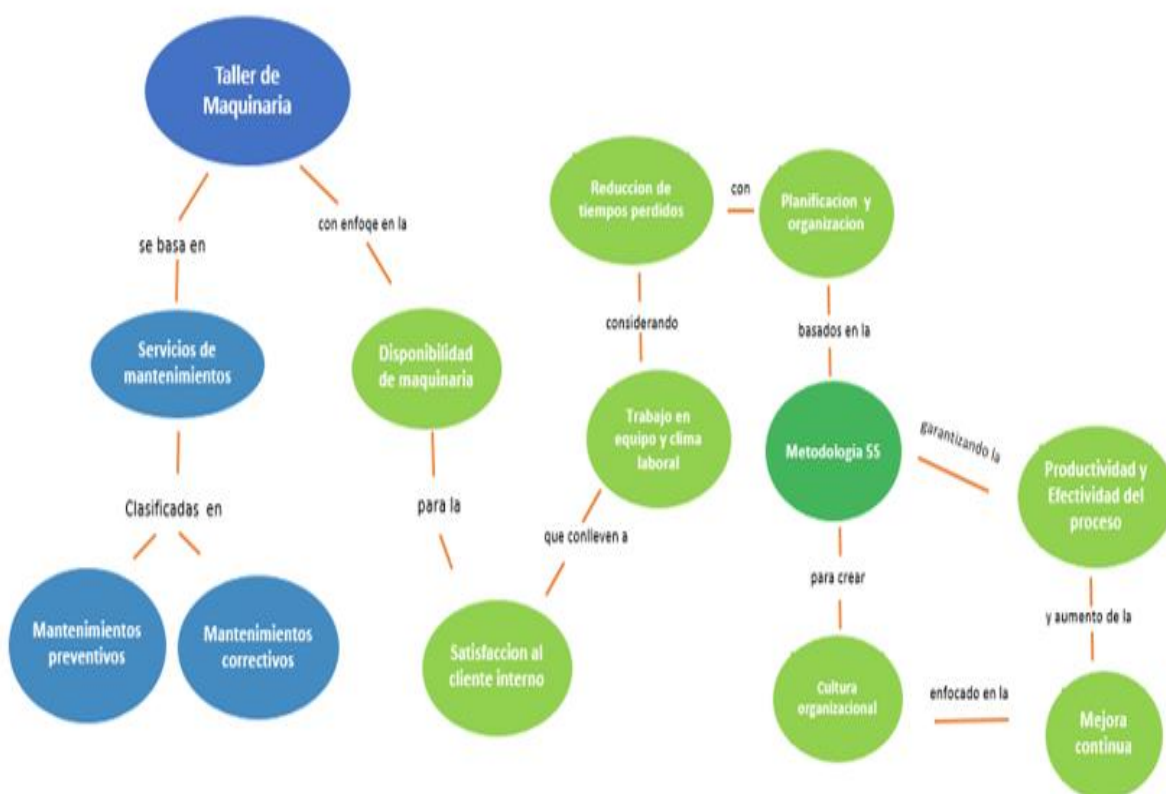 Taller de
Maquinaria
se basa en
con enfoqe en la
Servicios de
mantenimientos
Clasificadas en
Mantenimientos
preventivos
Mantenimientos
correctivos
Disponibilidad
de maquinaria
para la
Satisfaccion al
cliente interno
que conlleven a
Trabajo en
equipo y clima
laboral
considerando
Reduccion de
tiempos perdidos
con
Planificacion y
organizacion
basados en la
Metodologia 5S
garantizando la
Productividad y
Efectividad del
proceso
y aumento de la
Mejora
continua
para crear
Cultura
organizacional
enfocado en la